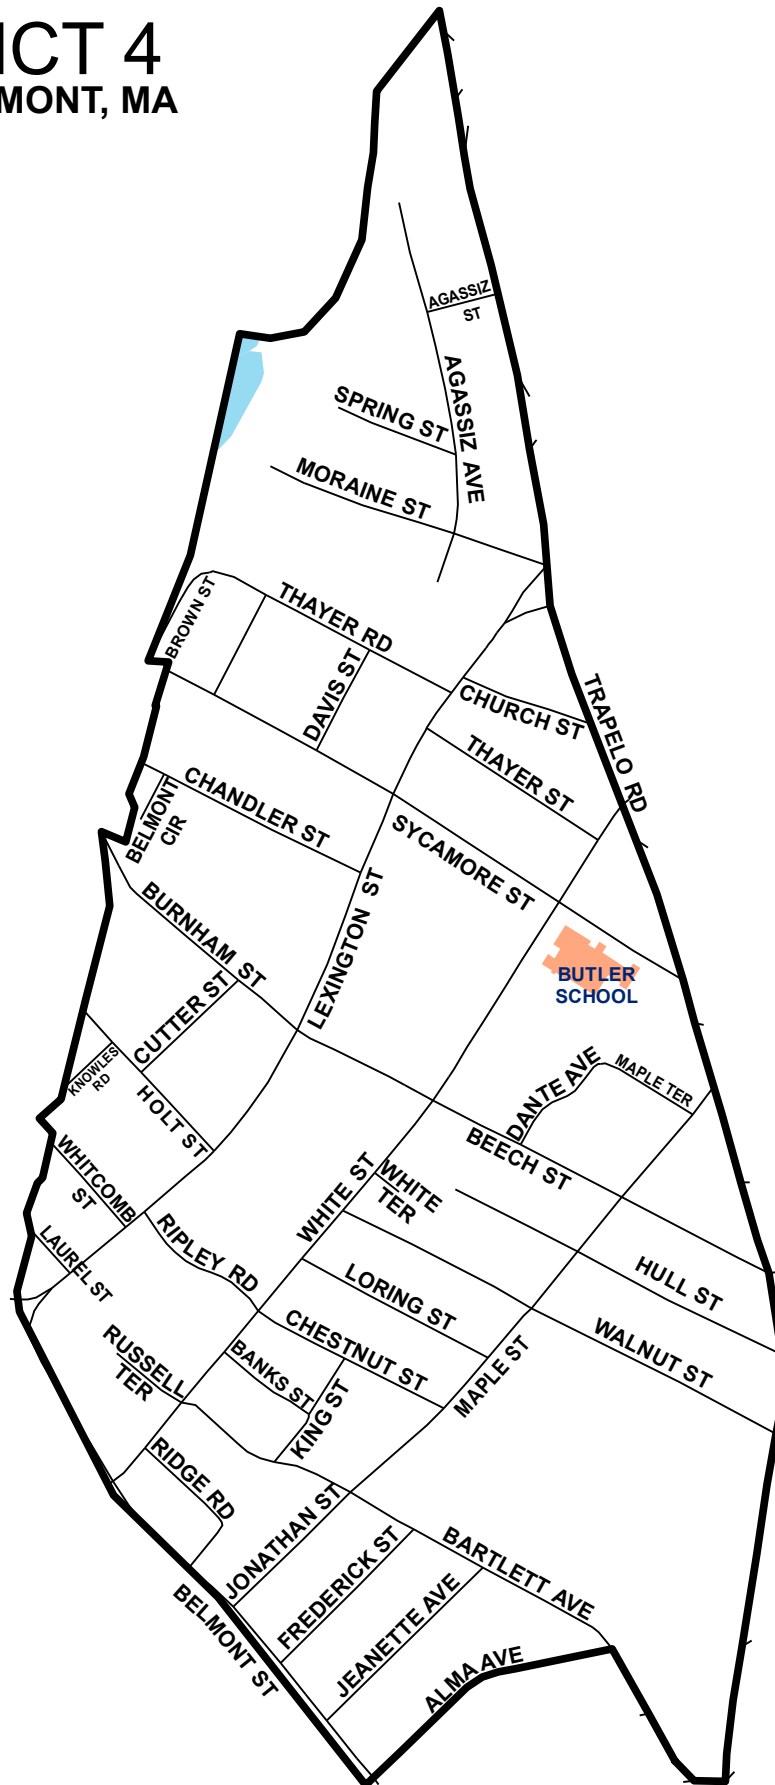 ICT 4
MONT, MA
AGASSIZ
ST
AGASSIZ AVE
SPRING ST
MORAINE ST
BROWN ST
THAYER RD
DAVIS ST
CHURCH ST
TRAPELO RD
THAYER ST
CHANDLER ST
BELMONT
CIR
SYCAMORE ST
LEXINGTON ST
BURNHAM ST
BUTLER
SCHOOL
CUTTER ST
KNOWLES
RD
HOLT ST
DANTE AVE
MAPLE TER
BEECH ST
WHITCOMB
ST
WHITE ST
WHITE
TER
LAUREL ST
RIPLEY RD
HULL ST
LORING ST
WALNUT ST
CHESTNUT ST
RUSSELL
TER
BANKS ST
KING ST
MAPLE ST
RIDGE RD
JONATHAN ST
FREDERICK ST
BARTLETT AVE
JEANETTE AVE
BELMONT ST
ALMA AVE